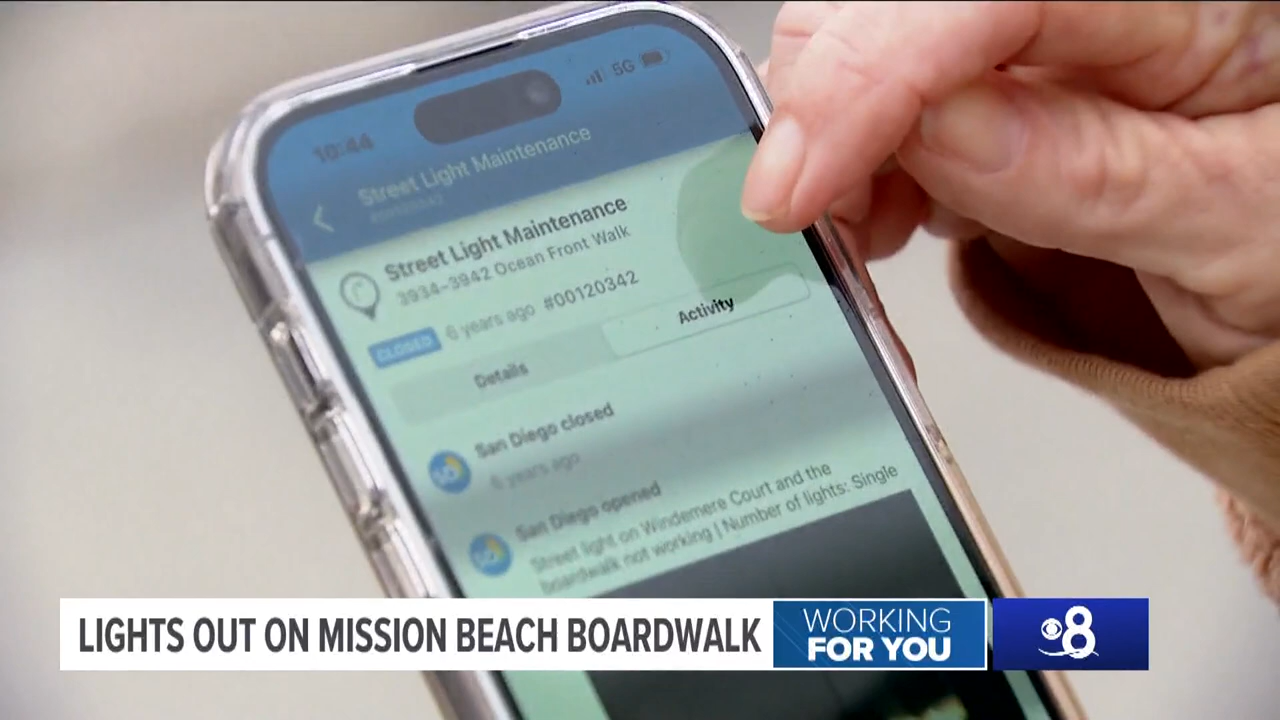 10:44
5G
Street Light Maintenance
Street Light Maintenance
3934-3942 Ocean Front Walk
CLOSED 6 years ago #00120342
Details
Activity
San Diego closed
6 years ago
San Diego opened
Street light on Windemere Court and the
boardwalk not working | Number of lights: Single
LIGHTS OUT ON MISSION BEACH BOARDWALK
WORKING
FOR YOU
8